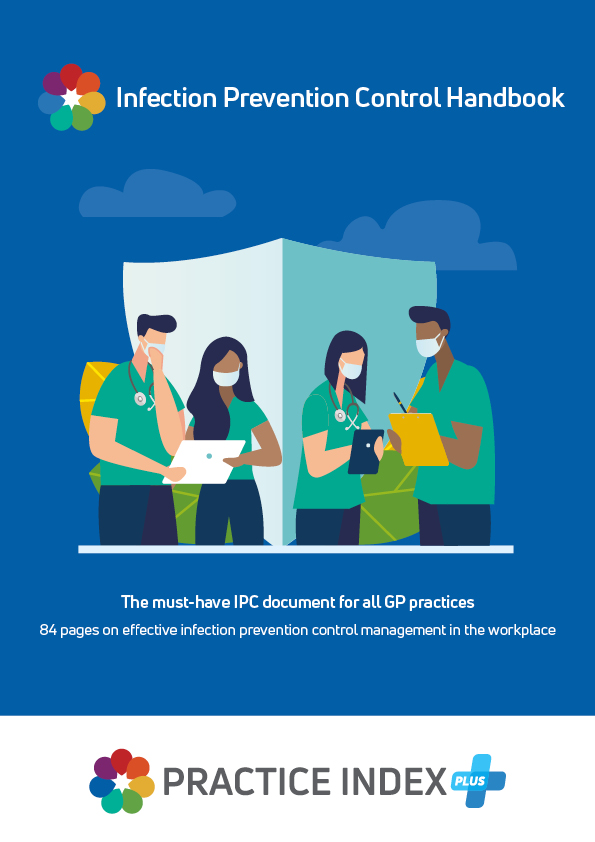 Infection Prevention Control Handbook
The must-have IPC document for all GP practices
84 pages on effective infection prevention control management in the workplace
PRACTICE INDEX PLUS